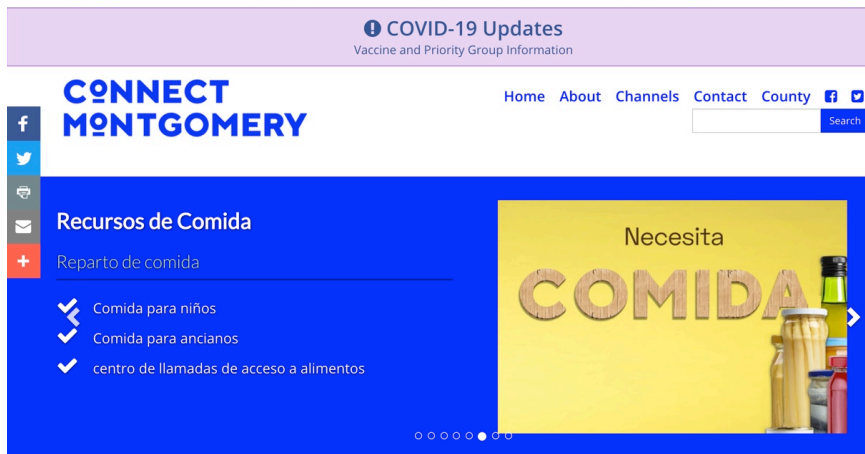 COVID-19 Updates
Vaccine and Priority Group Information
CONNECT
MONTGOMERY
Home About Channels Contact County
Search
Recursos de Comida
Reparto de comida
Comida para niños
Comida para ancianos
centro de llamadas de acceso a alimentos
Necesita
COMIDA